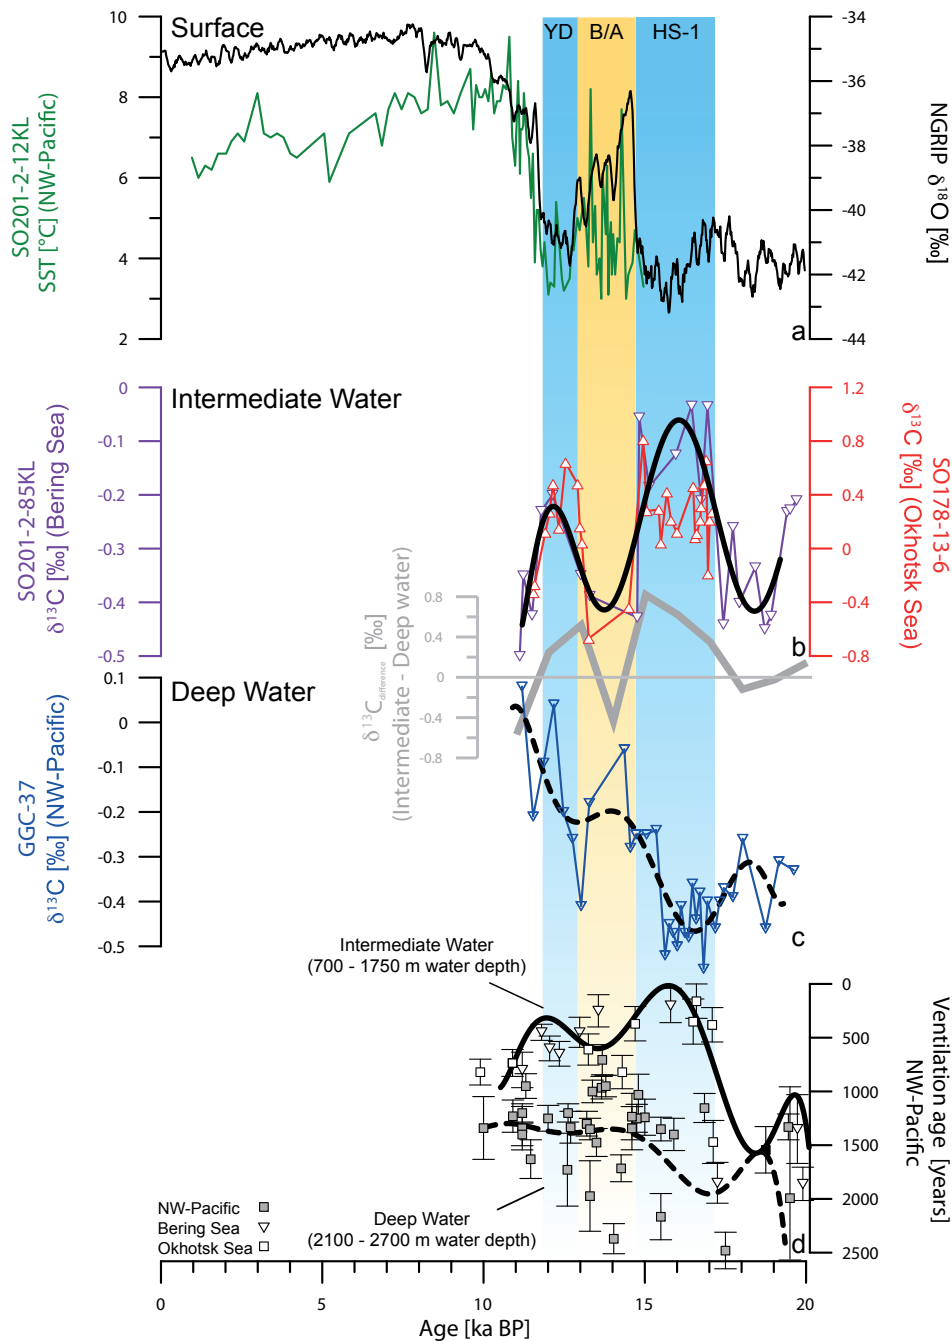 Surface
YD
B/A
HS-1
10
8
6
4
2
SO201-2-12KL
SST [°C] (NW-Pacific)
-34
-36
-38
-40
-42
-44
NGRIP δ18O [‰]
a
Intermediate Water
0
-0.1
-0.2
-0.3
-0.4
-0.5
SO201-2-85KL
δ13C [‰] (Bering Sea)
1.2
0.8
0.4
0
-0.4
-0.8
SO178-13-6
δ13C [‰] (Okhotsk Sea)
b
0.8
0.4
0
-0.4
-0.8
δ13Cdifference [‰]
(Intermediate - Deep water)
Deep Water
0.1
0
-0.1
-0.2
-0.3
-0.4
-0.5
GGC-37
δ13C [‰] (NW-Pacific)
c
Intermediate Water
(700 - 1750 m water depth)
0
500
1000
1500
2000
2500
Ventilation age [years]
NW-Pacific
NW-Pacific
Bering Sea
Okhotsk Sea
Deep Water
(2100 - 2700 m water depth)
d
0
5
10
15
20
Age [ka BP]